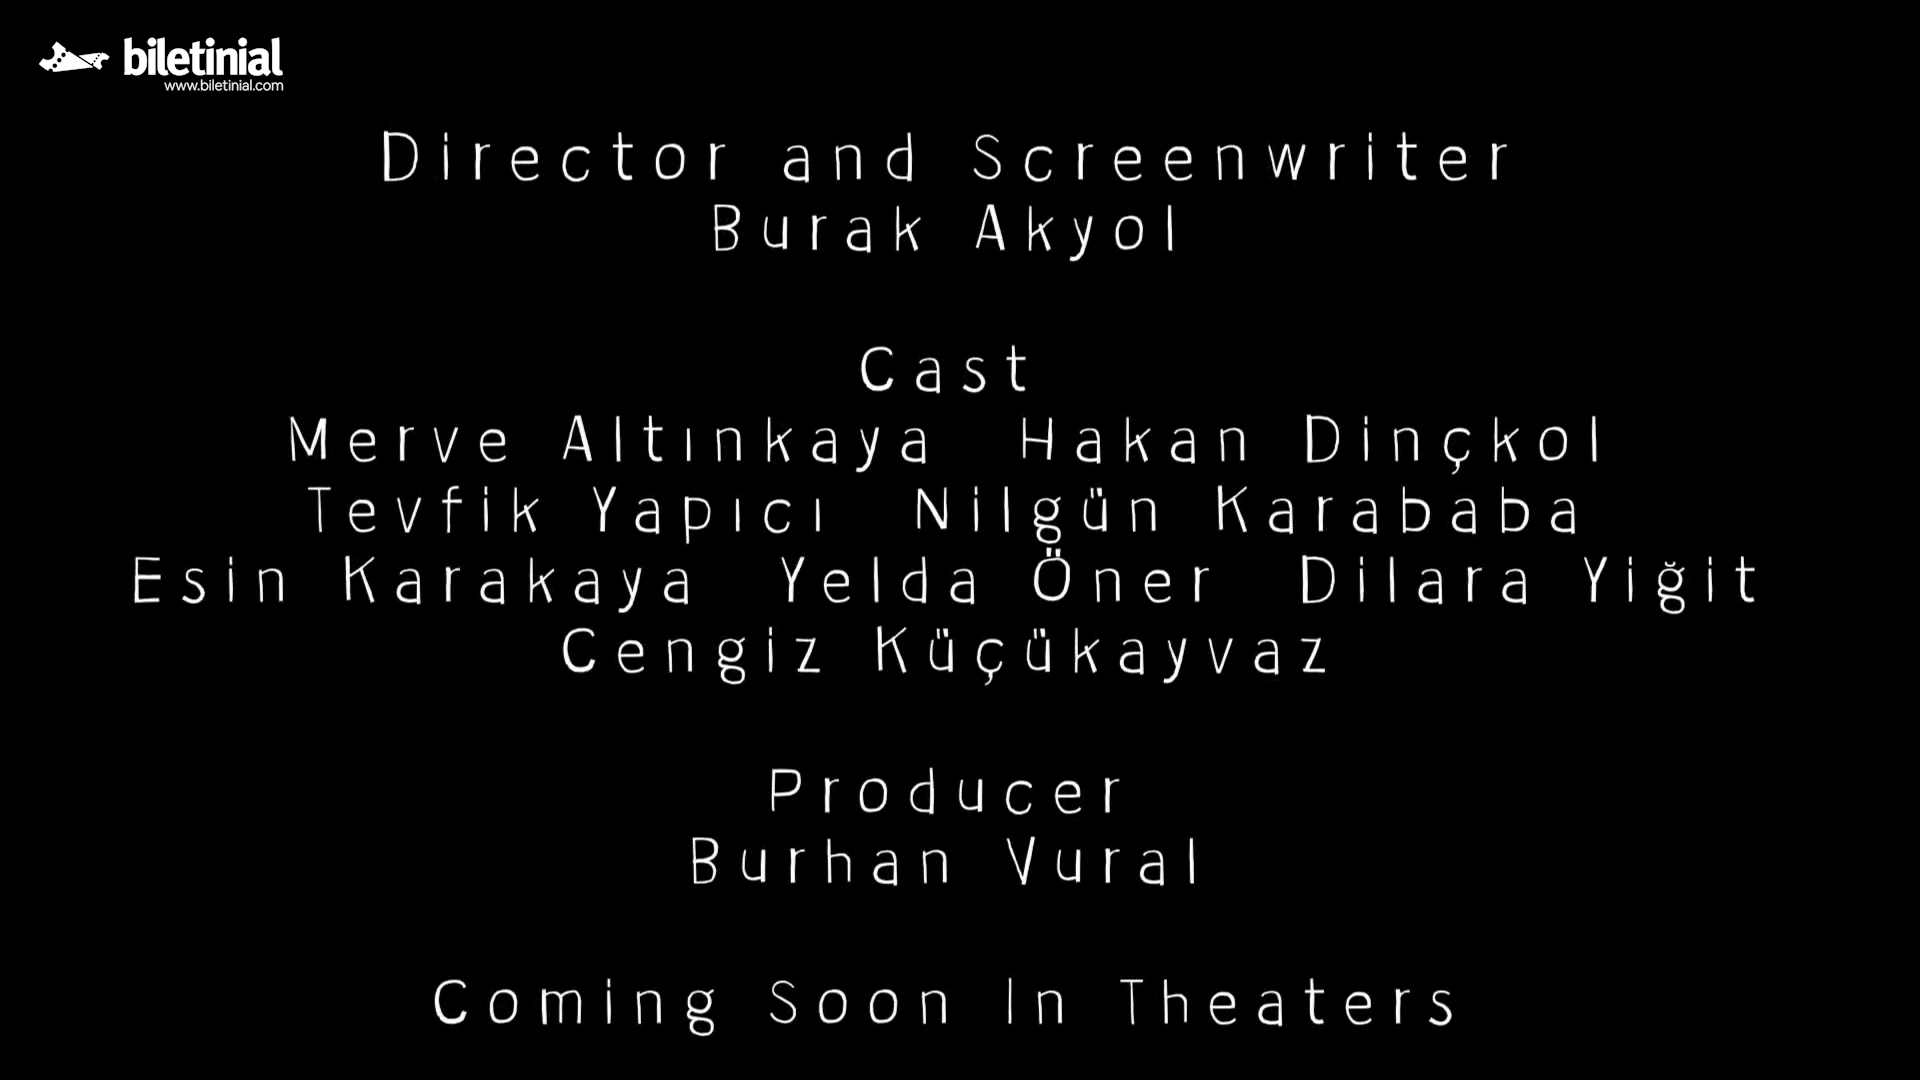 biletinial
www.biletinial.com
Director and Screenwriter
Burak Akyol
Cast
Merve Altınkaya Hakan Dinçkol
Tevfik Yapıcı Nilgün Karababa
Esin Karakaya Yelda Öner Dilara Yiğit
Cengiz Küçükayvaz
Producer
Burhan Vural
Coming Soon In Theaters